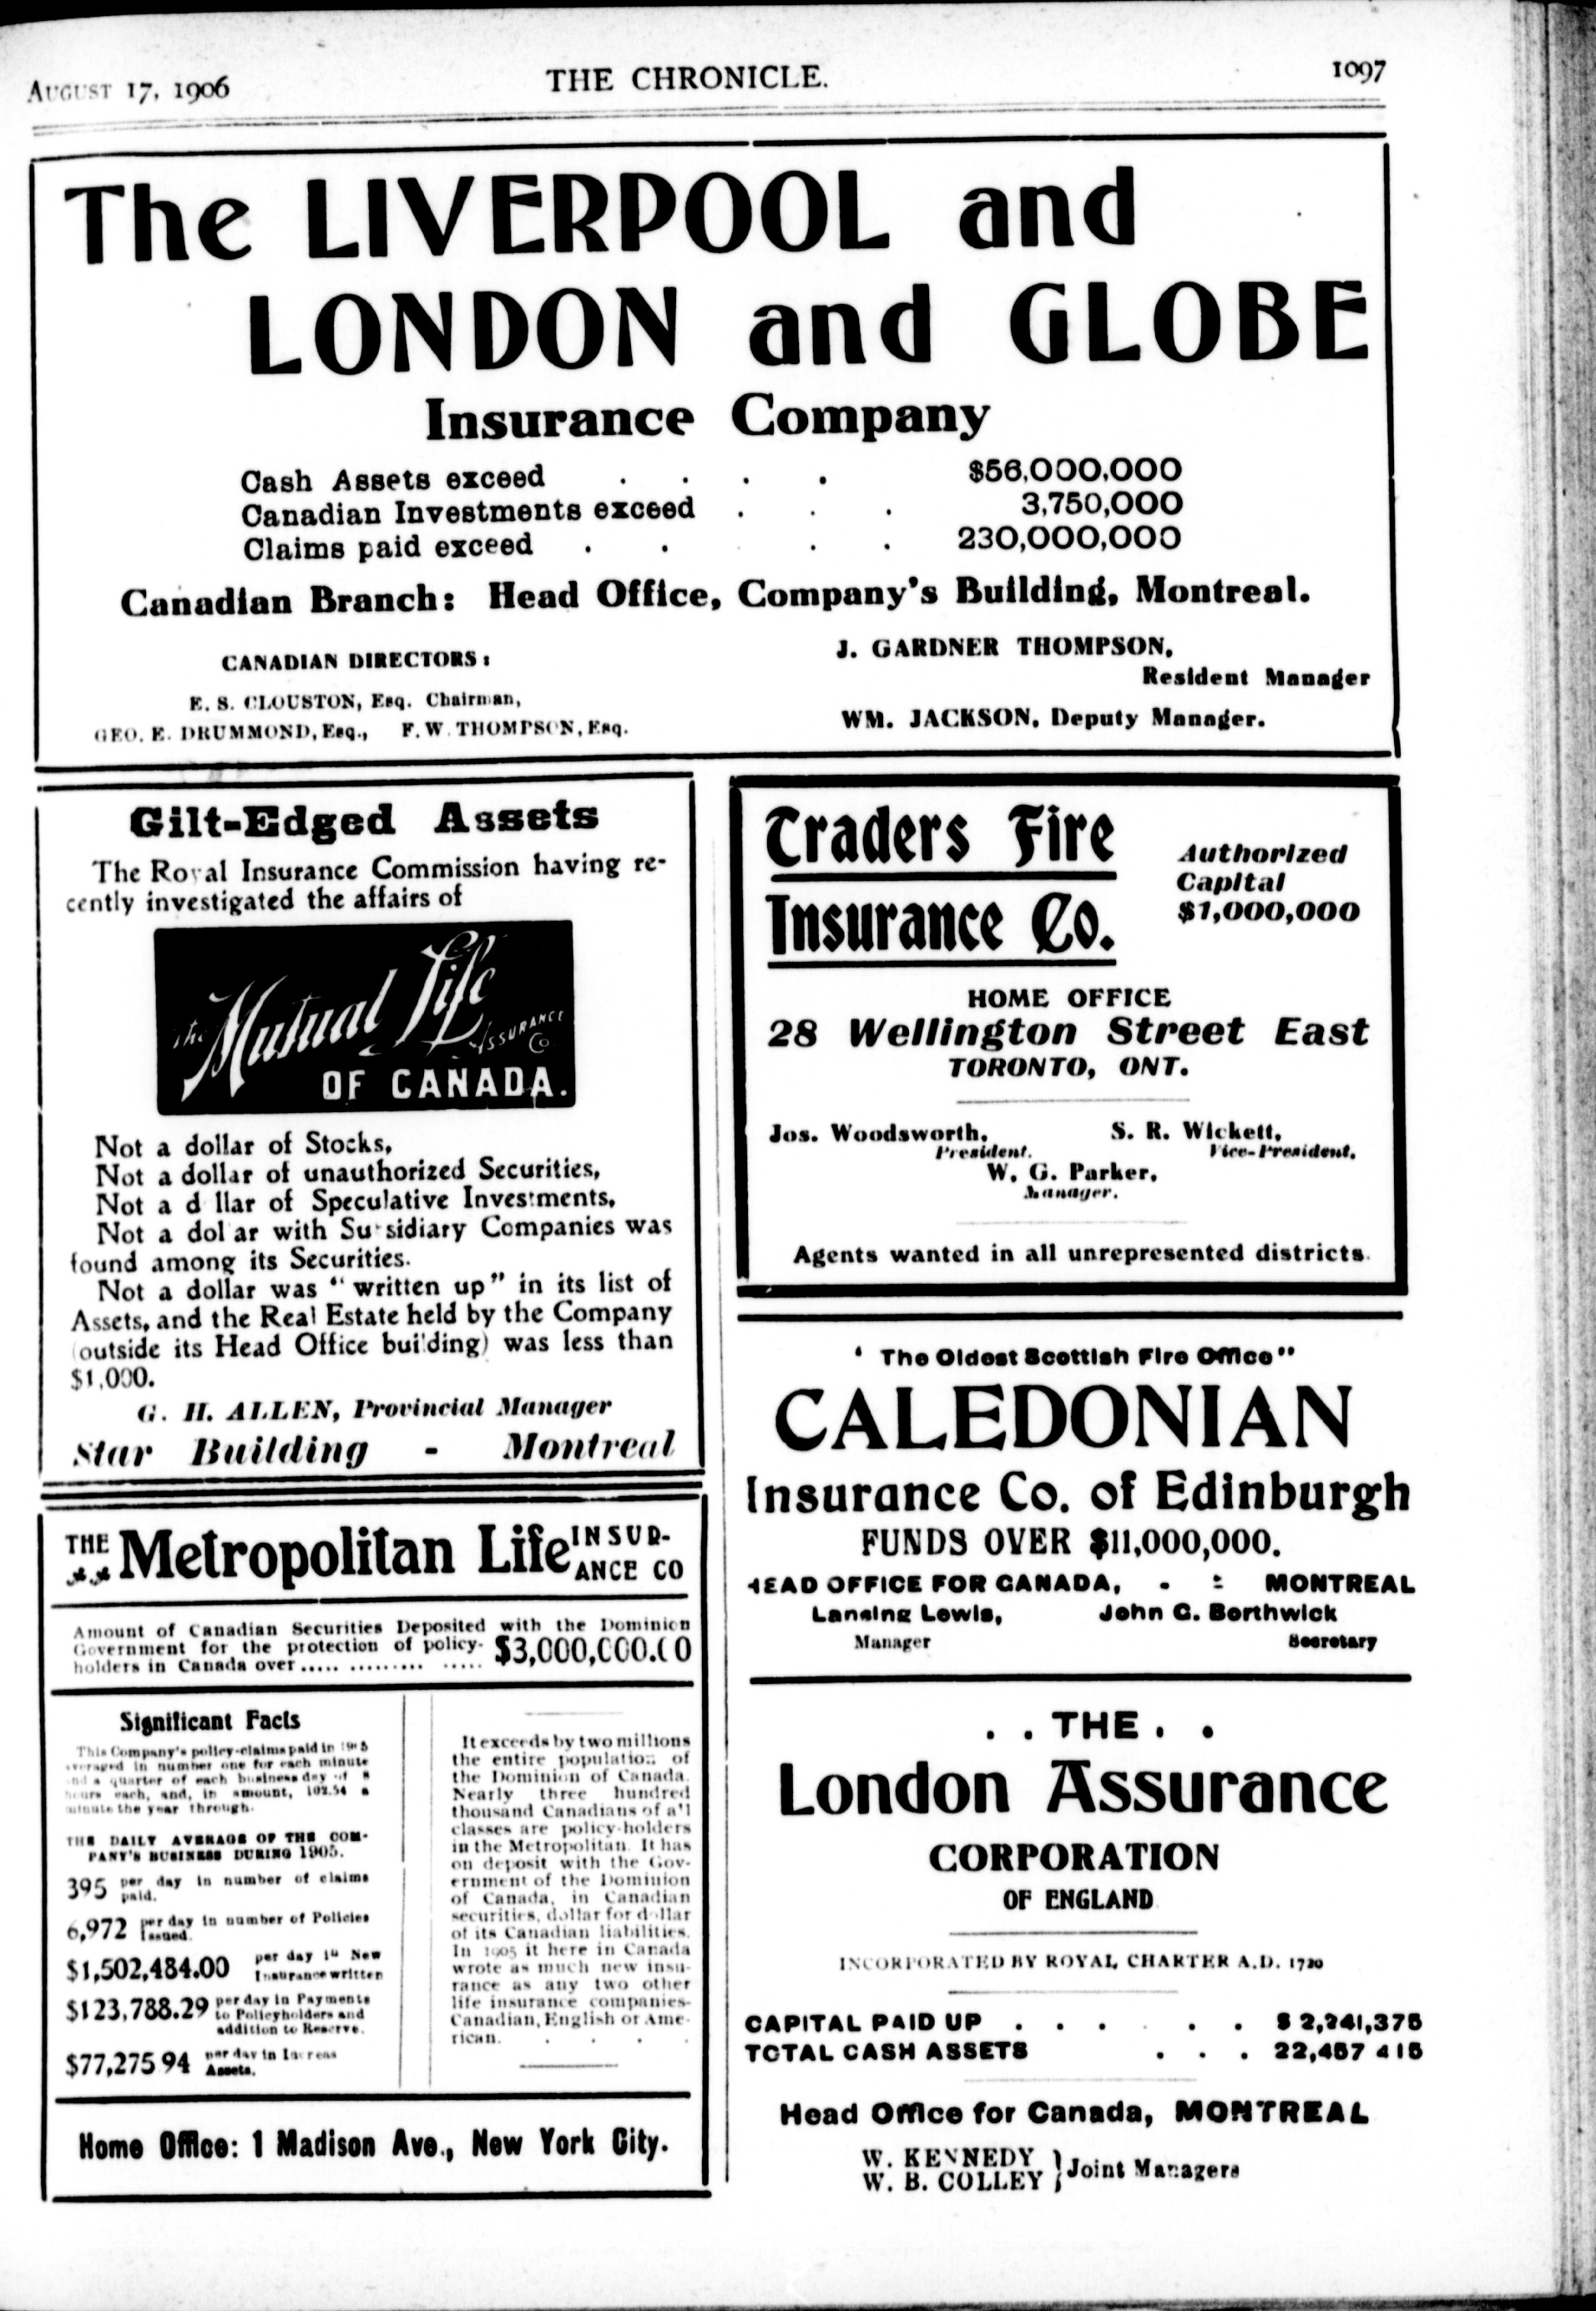 AUGUST 17, 1906 THE CHRONICLE. 1097
The LIVERPOOL and
LONDON and GLOBE
Insurance Company
Cash Assets exceed . . . . $56,000,000
Canadian Investments exceed . . . 3,750,000
Claims paid exceed . . . . 230,000,000
Canadian Branch: Head Office, Company's Building, Montreal.
CANADIAN DIRECTORS:
E. S. CLOUSTON, Esq. Chairman,
GEO. E. DRUMMOND, Esq., F. W. THOMPSON, Esq.
J. GARDNER THOMPSON,
Resident Manager
WM. JACKSON, Deputy Manager.
Gilt-Edged Assets
The Royal Insurance Commission having re-
cently investigated the affairs of
The Mutual Life
ASSURANCE
Co
OF CANADA.
Not a dollar of Stocks,
Not a dollar of unauthorized Securities,
Not a d llar of Speculative Investments,
Not a dol ar with Su sidiary Companies was
found among its Securities.
Not a dollar was "written up" in its list of
Assets, and the Real Estate held by the Company
(outside its Head Office building) was less than
$1,000.
G. H. ALLEN, Provincial Manager
Star Building - Montreal
THE Metropolitan Life INSUR-
ANCE CO
Amount of Canadian Securities Deposited with the Dominion
Government for the protection of policy-
holders in Canada over..... .......... ..... $3,000,000.00
Significant Facts
This Company's policy-claims paid in 1905
averaged in number one for each minute
and a quarter of each business day of 8
hours each, and, in amount, 102.54 a
minute the year through.
THE DAILY AVERAGE OF THE COM-
PANY'S BUSINESS DURING 1905.
395 per day in number of claims
paid.
6,972 per day in number of Policies
issued.
$1,502,484.00 per day in New
Insurance written
$123,788.29 per day in Payments
to Policyholders and
addition to Reserve.
$77,275 94 per day in Increas
Assets.
It exceeds by two millions
the entire population of
the Dominion of Canada.
Nearly three hundred
thousand Canadians of all
classes are policy-holders
in the Metropolitan. It has
on deposit with the Gov-
ernment of the Dominion
of Canada, in Canadian
securities, dollar for dollar
of its Canadian liabilities.
In 1905 it here in Canada
wrote as much new insu-
rance as any two other
life insurance companies-
Canadian, English or Ame-
rican. . . . .
Home Office: 1 Madison Ave., New York City.
Traders Fire
Insurance Co.
Authorized
Capital
$1,000,000
HOME OFFICE
28 Wellington Street East
TORONTO, ONT.
Jos. Woodsworth, S. R. Wickett,
President. Vice-President.
W. G. Parker,
Manager.
Agents wanted in all unrepresented districts.
' The Oldest Scottish Fire Office"
CALEDONIAN
Insurance Co. of Edinburgh
FUNDS OVER $11,000,000.
HEAD OFFICE FOR CANADA, - : MONTREAL
Lansing Lewis, John G. Borthwick
Manager Secretary
. . THE . .
London Assurance
CORPORATION
OF ENGLAND
INCORPORATED BY ROYAL CHARTER A.D. 1720
CAPITAL PAID UP . . . . . . $ 2,241,375
TOTAL CASH ASSETS . . . 22,457 415
Head Office for Canada, MONTREAL
W. KENNEDY } Joint Managers
W. B. COLLEY